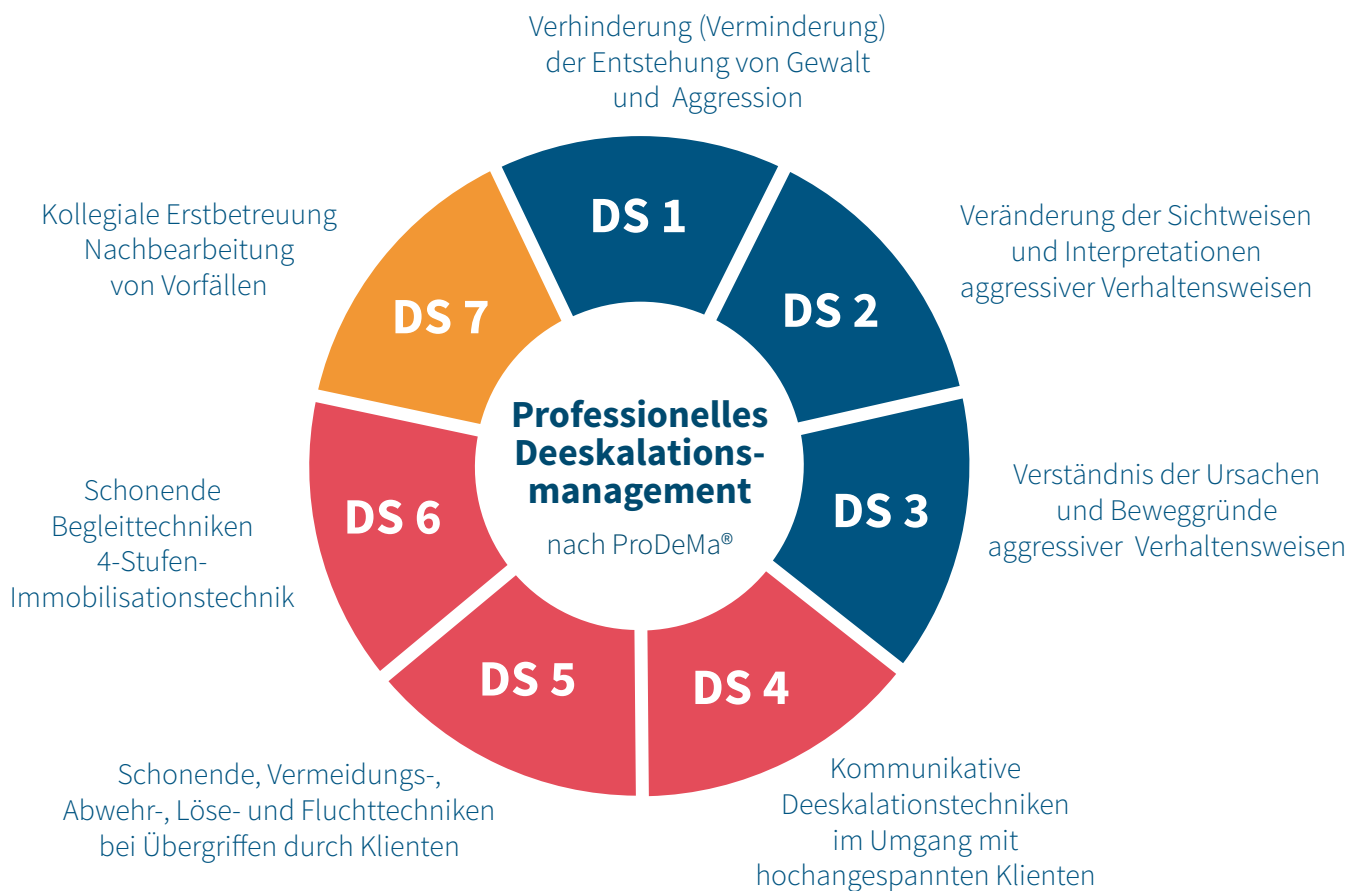 Verhinderung (Verminderung)
der Entstehung von Gewalt
und Aggression
DS 1
Veränderung der Sichtweisen
und Interpretationen
aggressiver Verhaltensweisen
DS 2
Verständnis der Ursachen
und Beweggründe
aggressiver Verhaltensweisen
DS 3
Kommunikative
Deeskalationstechniken
im Umgang mit
hochangespannten Klienten
DS 4
Schonende, Vermeidungs-,
Abwehr-, Löse- und Fluchttechniken
bei Übergriffen durch Klienten
DS 5
Schonende
Begleittechniken
4-Stufen-
Immobilisationstechnik
DS 6
Kollegiale Erstbetreuung
Nachbearbeitung
von Vorfällen
DS 7
Professionelles
Deeskalations-
management
nach ProDeMa®